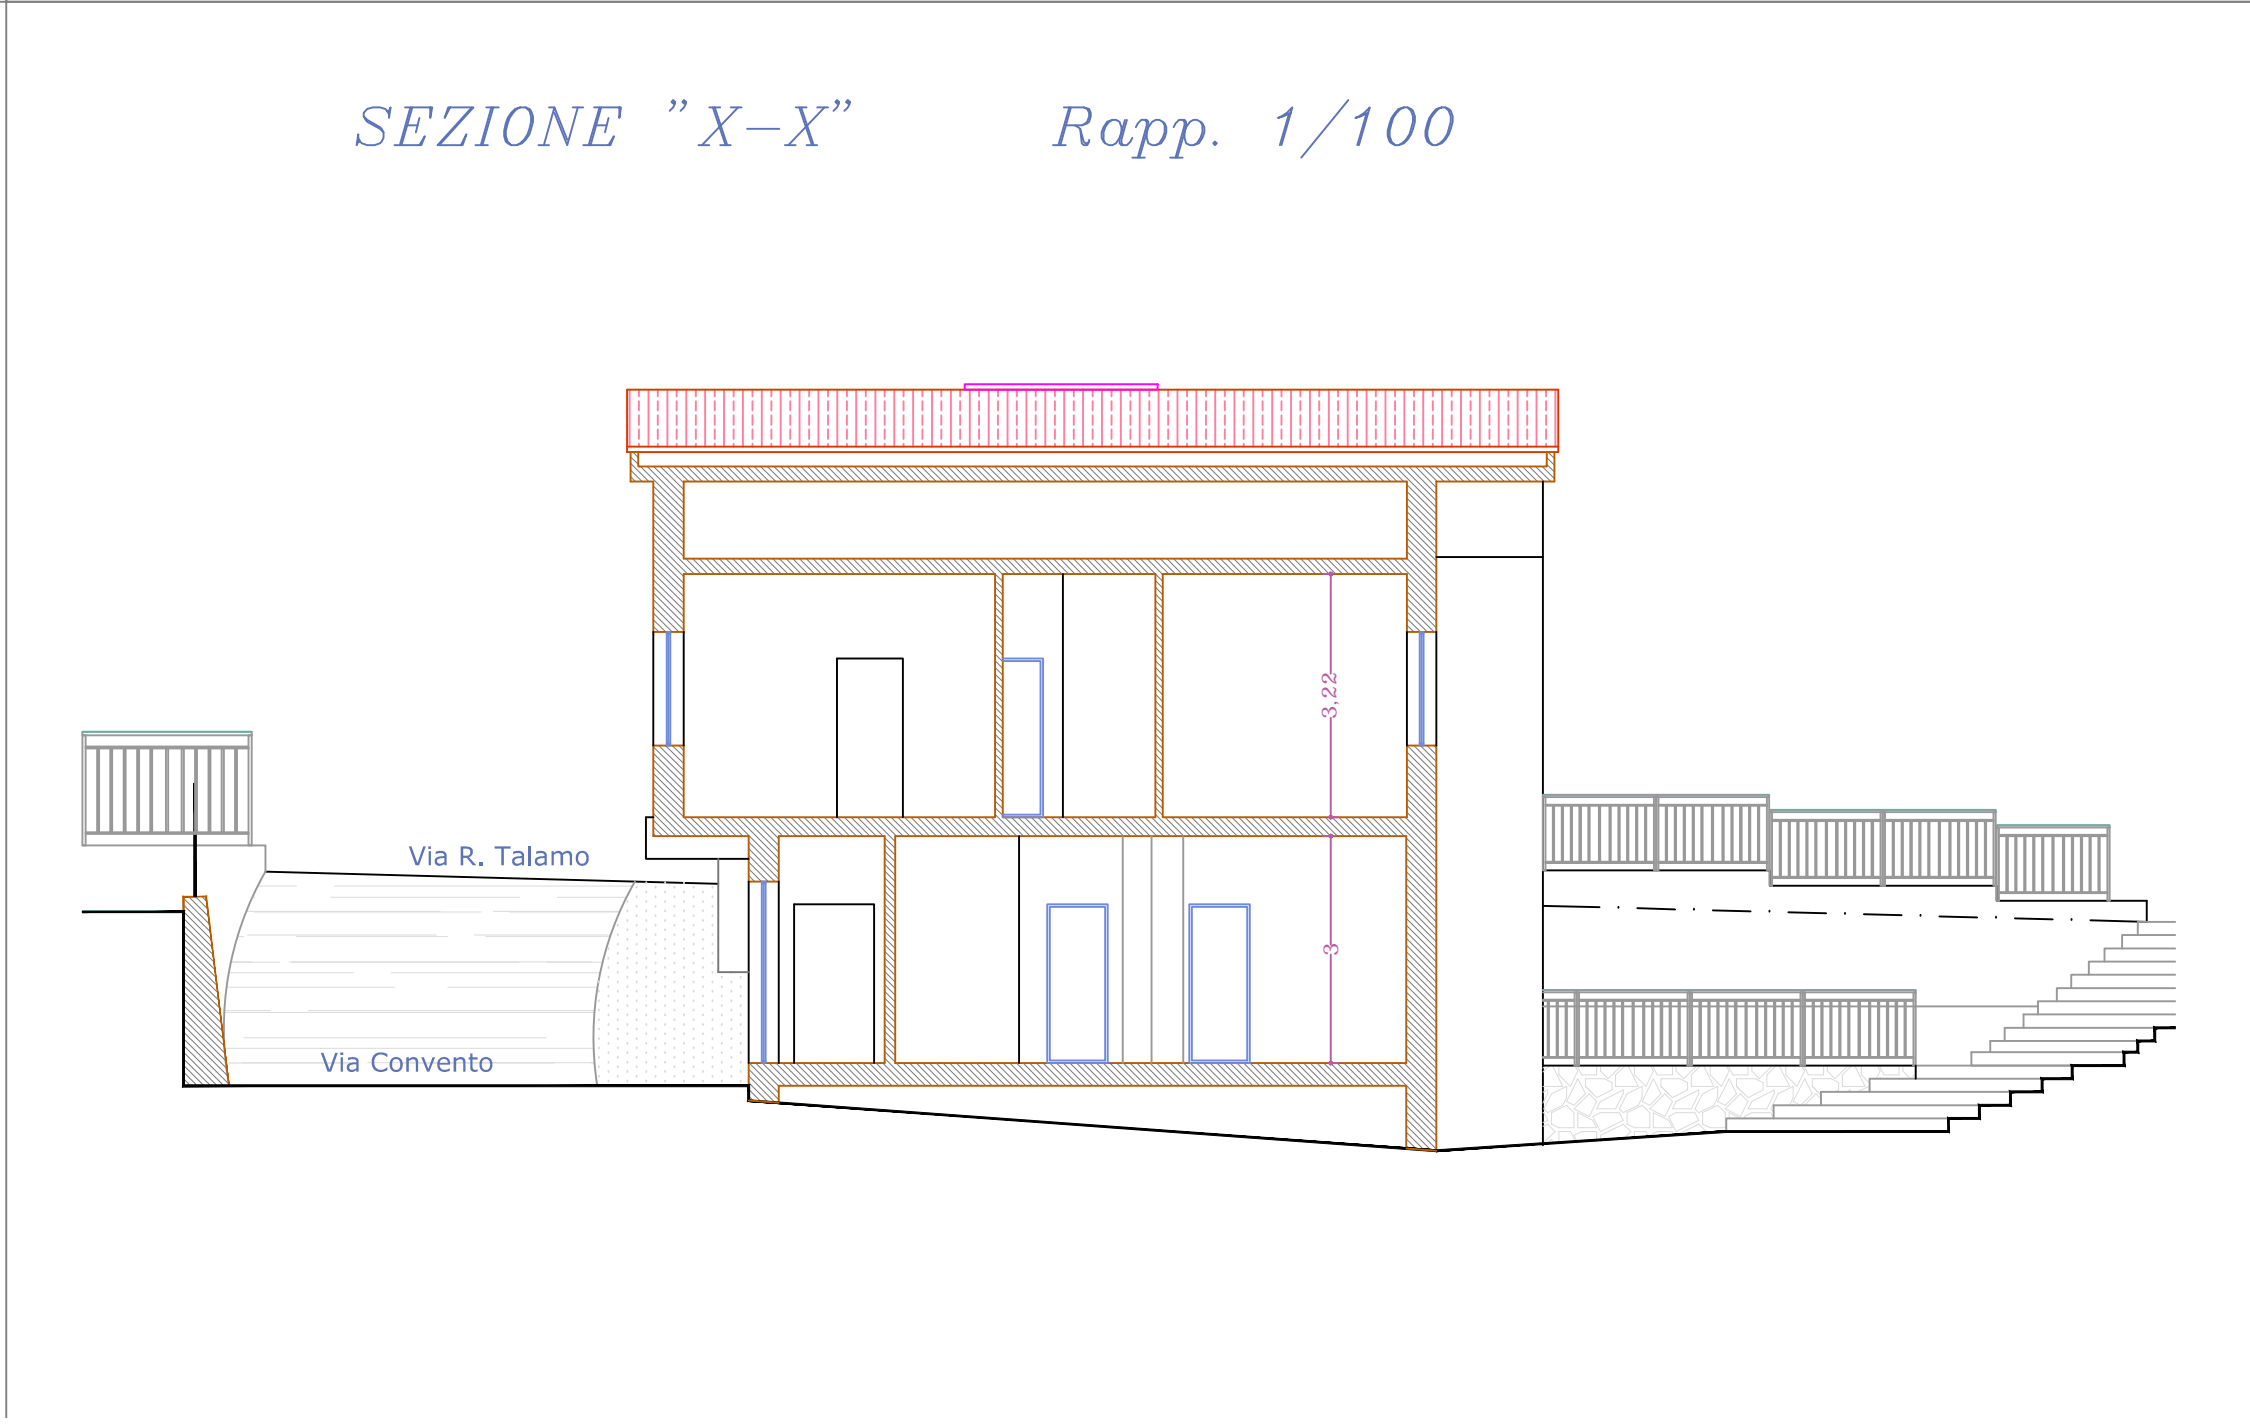 SEZIONE "X-X" Rapp. 1/100
3,22
Via R. Talamo
3
Via Convento